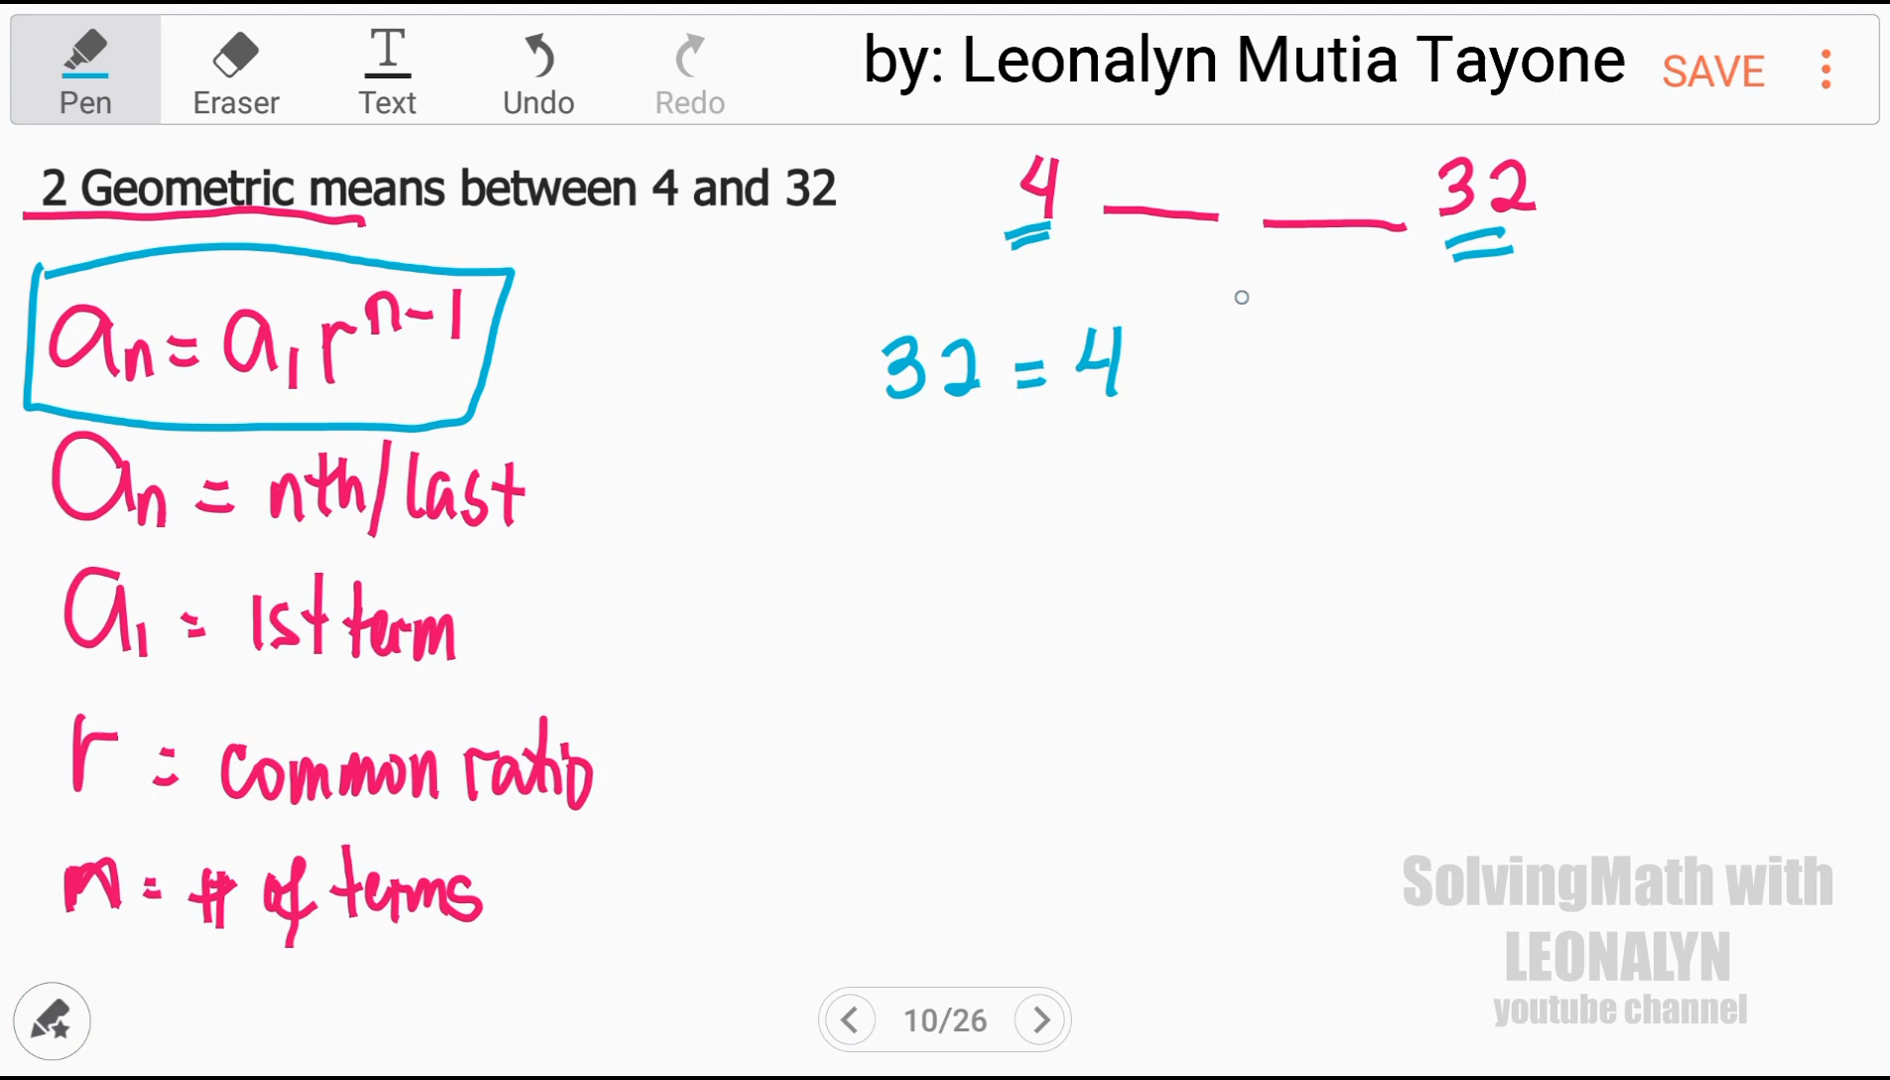 Pen Eraser Text Undo Redo by: Leonalyn Mutia Tayone SAVE
2 Geometric means between 4 and 32
4 __ __ 32
an = a1 r^n-1
32 = 4
an = nth/last
a1 = 1st term
r = common ratio
n = # of terms
SolvingMath with
LEONALYN
youtube channel
10/26